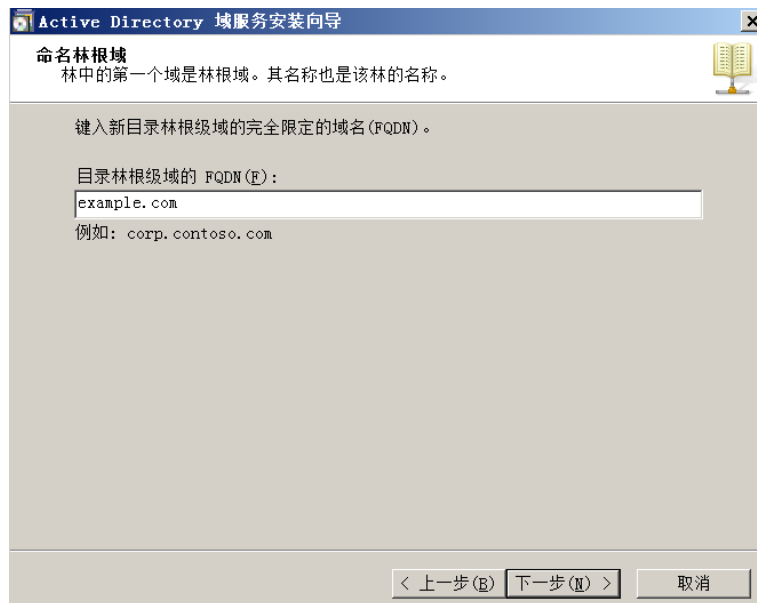 Active Directory 域服务安装向导
命名林根域
林中的第一个域是林根域。其名称也是该林的名称。
键入新目录林根级域的完全限定的域名(FQDN)。
目录林根级域的 FQDN(F):
example.com
例如: corp.contoso.com
< 上一步(B) 下一步(N) > 取消